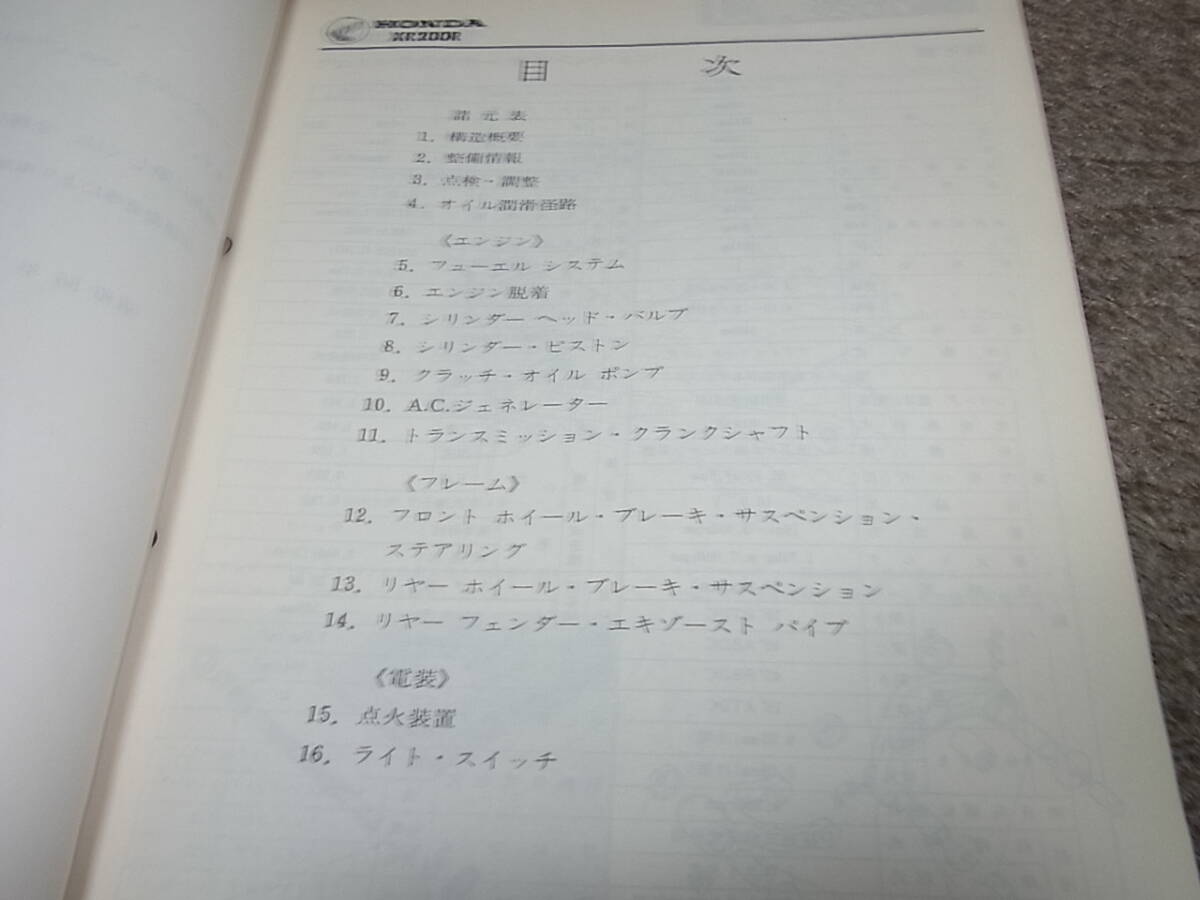 HONDA
XR200R
目 次
諸元表
1. 構造概要
2. 整備情報
3. 点検・調整
4. オイル潤滑径路
《エンジン》
5. フューエル システム
6. エンジン脱着
7. シリンダー ヘッド・バルブ
8. シリンダー・ピストン
9. クラッチ・オイル ポンプ
10. A.C.ジェネレーター
11. トランスミッション・クランクシャフト
《フレーム》
12. フロント ホイール・ブレーキ・サスペンション・
ステアリング
13. リヤー ホイール・ブレーキ・サスペンション
14. リヤー フェンダー・エキゾースト パイプ
《電装》
15. 点火装置
16. ライト・スイッチ